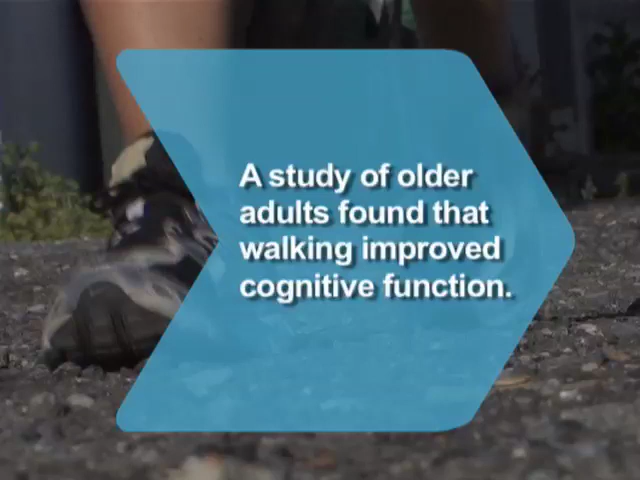 A study of older
adults found that
walking improved
cognitive function.